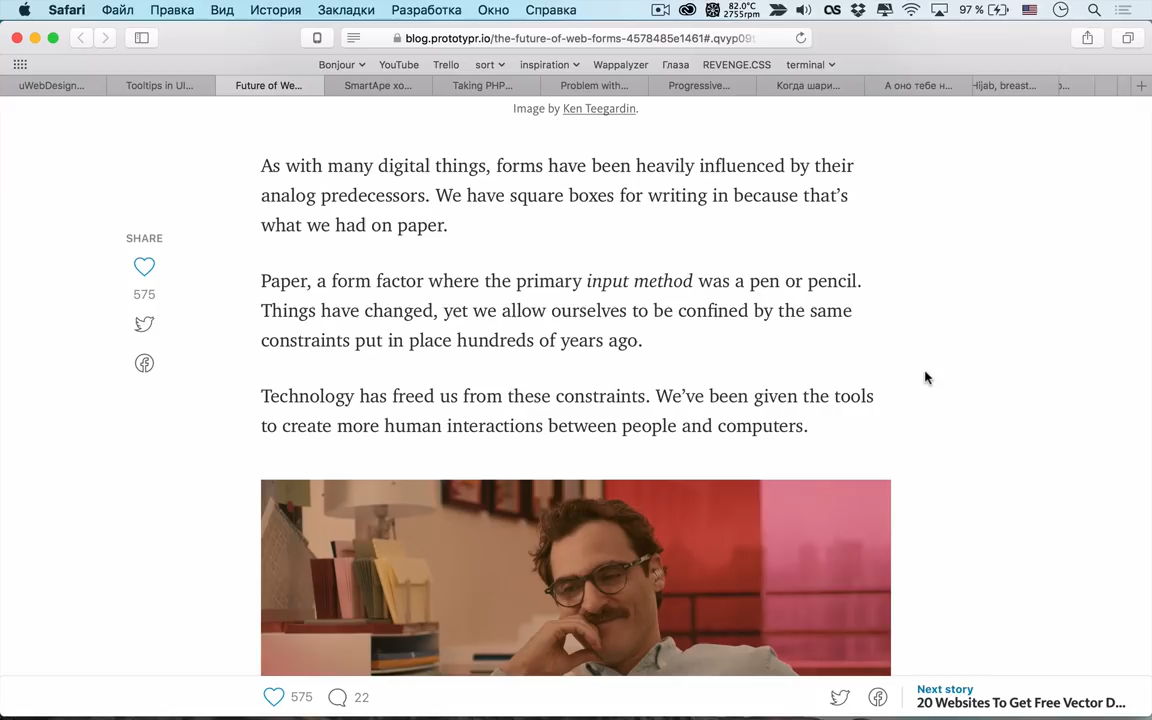 Safari Файл Правка Вид История Закладки Разработка Окно Справка 82.0°C 2755rpm 97 %
blog.prototypr.io/the-future-of-web-forms-4578485e1461#.qvyp09
Bonjour YouTube Trello sort inspiration Wappalyzer Глаза REVENGE.CSS terminal
uWebDesign... Tooltips in UI... Future of We... SmartApe хо... Taking PHP... Problem with... Progressive... Когда шари... А оно тебе н... Hijab, breast...
Image by Ken Teegardin.
As with many digital things, forms have been heavily influenced by their
analog predecessors. We have square boxes for writing in because that’s
what we had on paper.
SHARE
575
Paper, a form factor where the primary input method was a pen or pencil.
Things have changed, yet we allow ourselves to be confined by the same
constraints put in place hundreds of years ago.
Technology has freed us from these constraints. We’ve been given the tools
to create more human interactions between people and computers.
575 22
Next story
20 Websites To Get Free Vector D...